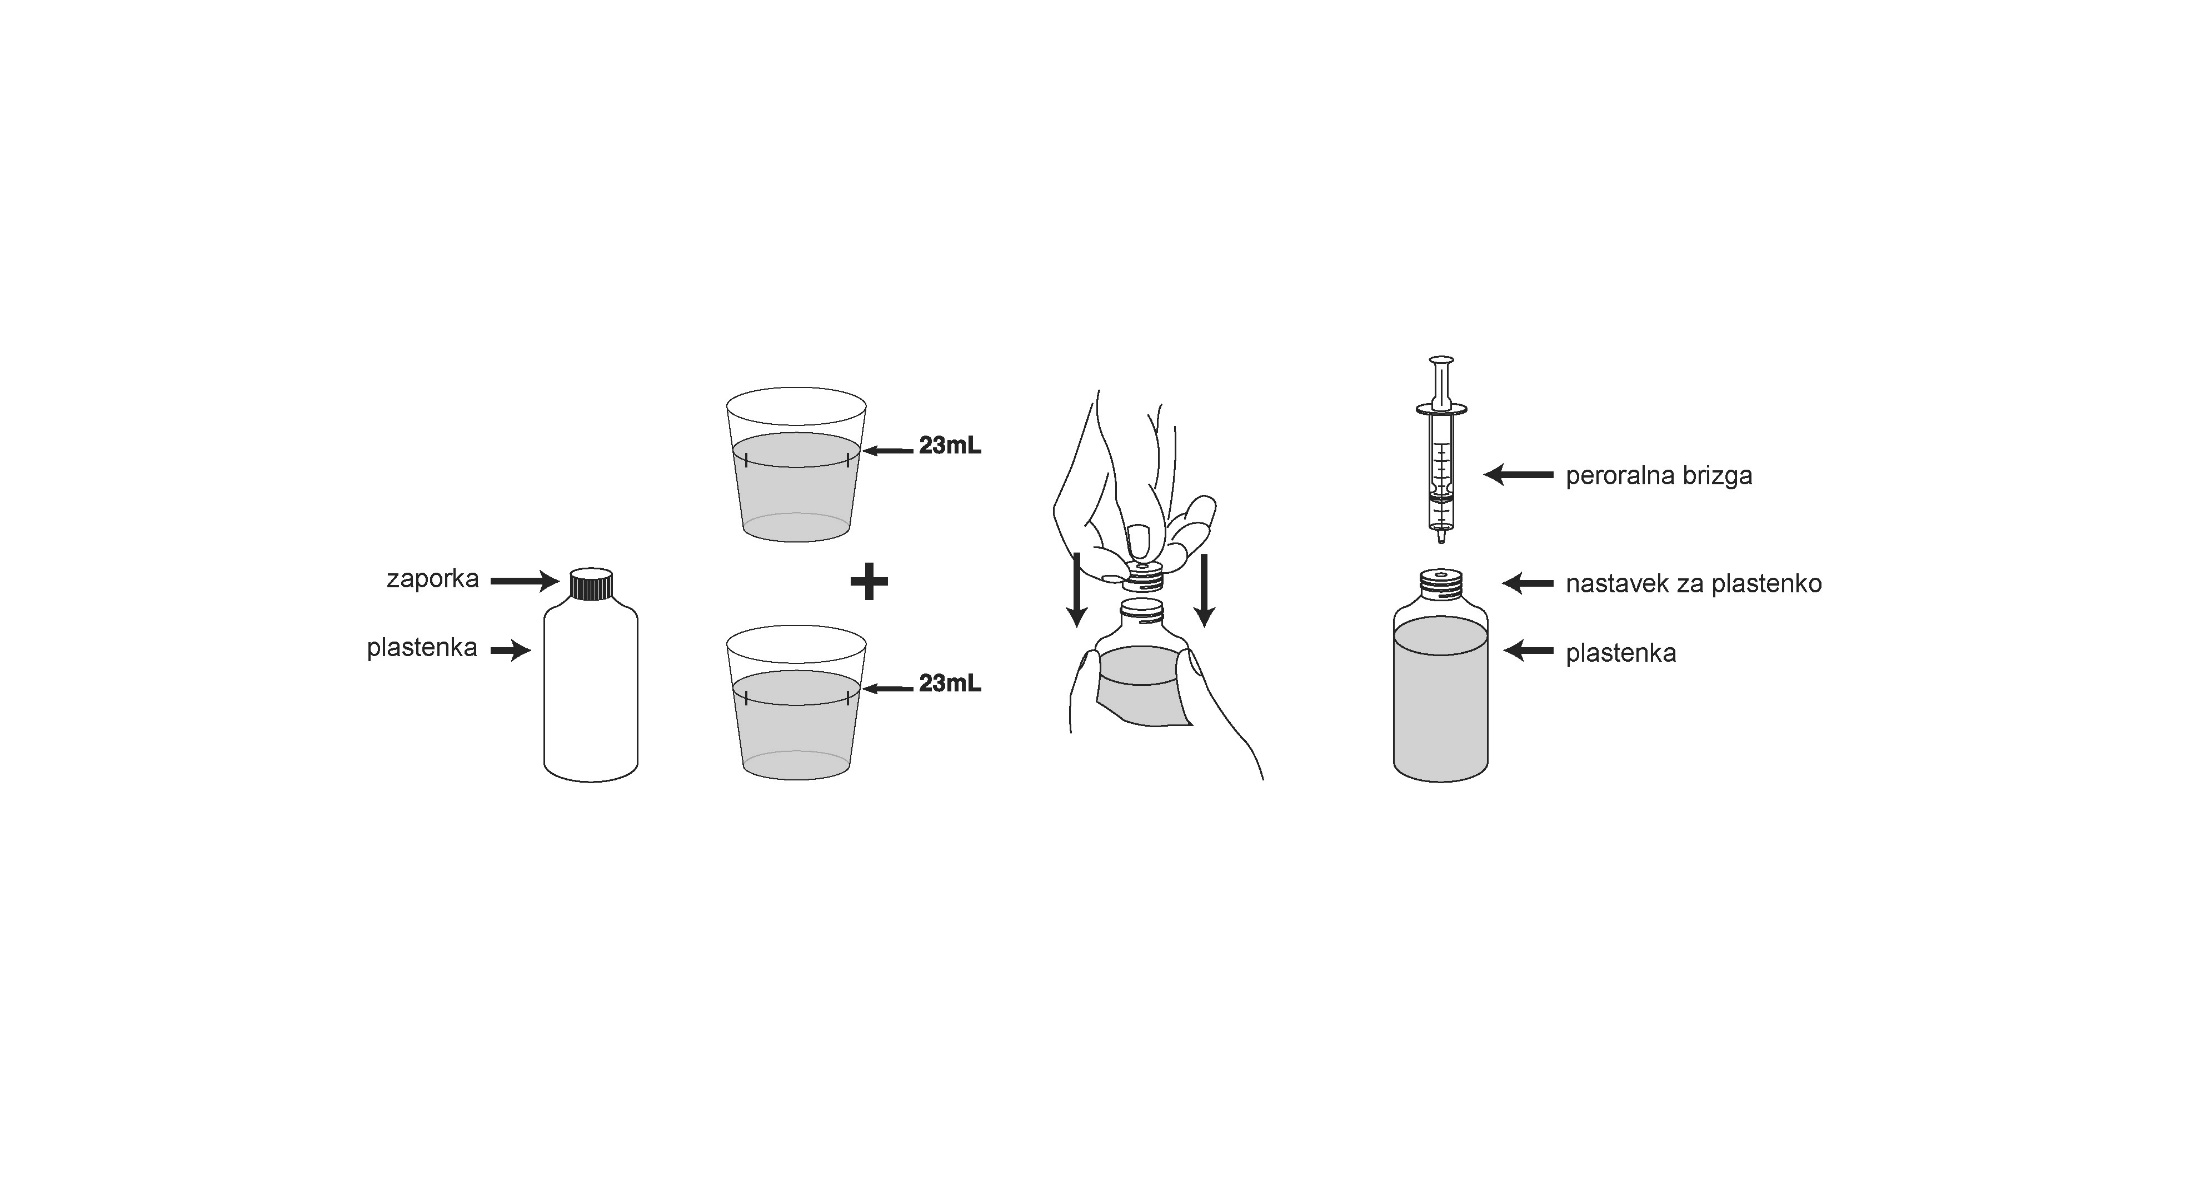 zaporka
plastenka
23mL
+
23mL
peroralna brizga
nastavek za plastenko
plastenka